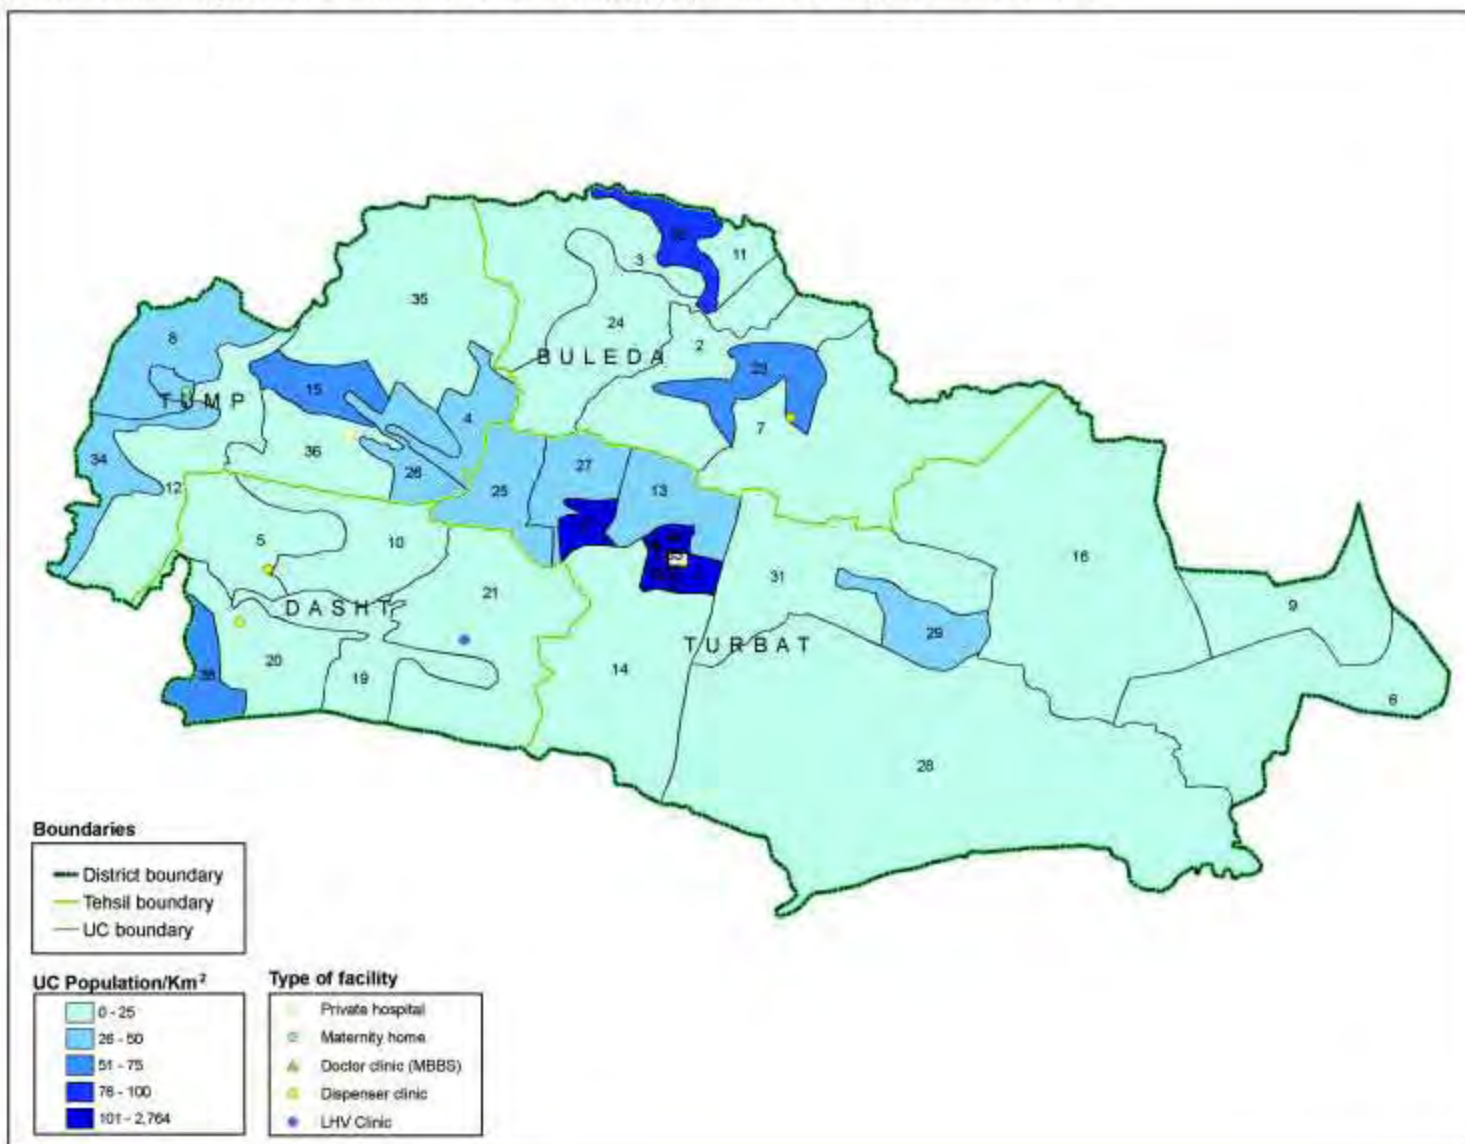 11
3
35
24
8
BULEDA
2
23
15
TUMP
4
7
36
34
26
27
12
25
13
5
10
16
31
21
9
DASHT
29
TURBAT
20
14
38
19
6
28
Boundaries
District boundary
Tehsil boundary
UC boundary
UC Population/Km²
0 - 25
26 - 50
51 - 75
76 - 100
101 - 2,764
Type of facility
Private hospital
Maternity home
Doctor clinic (MBBS)
Dispenser clinic
LHV Clinic